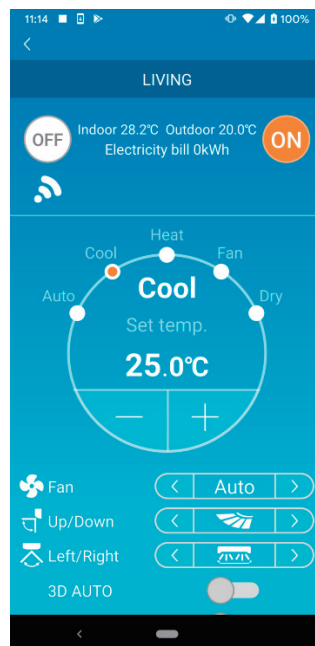 11:14 100%
LIVING
OFF
Indoor 28.2℃ Outdoor 20.0℃
Electricity bill 0kWh
ON
Heat
Cool Fan
Auto Dry
Cool
Set temp.
25.0℃
− +
Fan Auto
Up/Down
Left/Right
3D AUTO